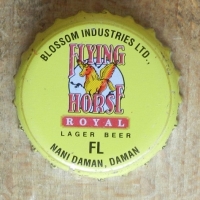 BLOSSOM INDUSTRIES LTD.,
FLYING
HORSE
ROYAL
LAGER BEER
FL
NANI DAMAN, DAMAN